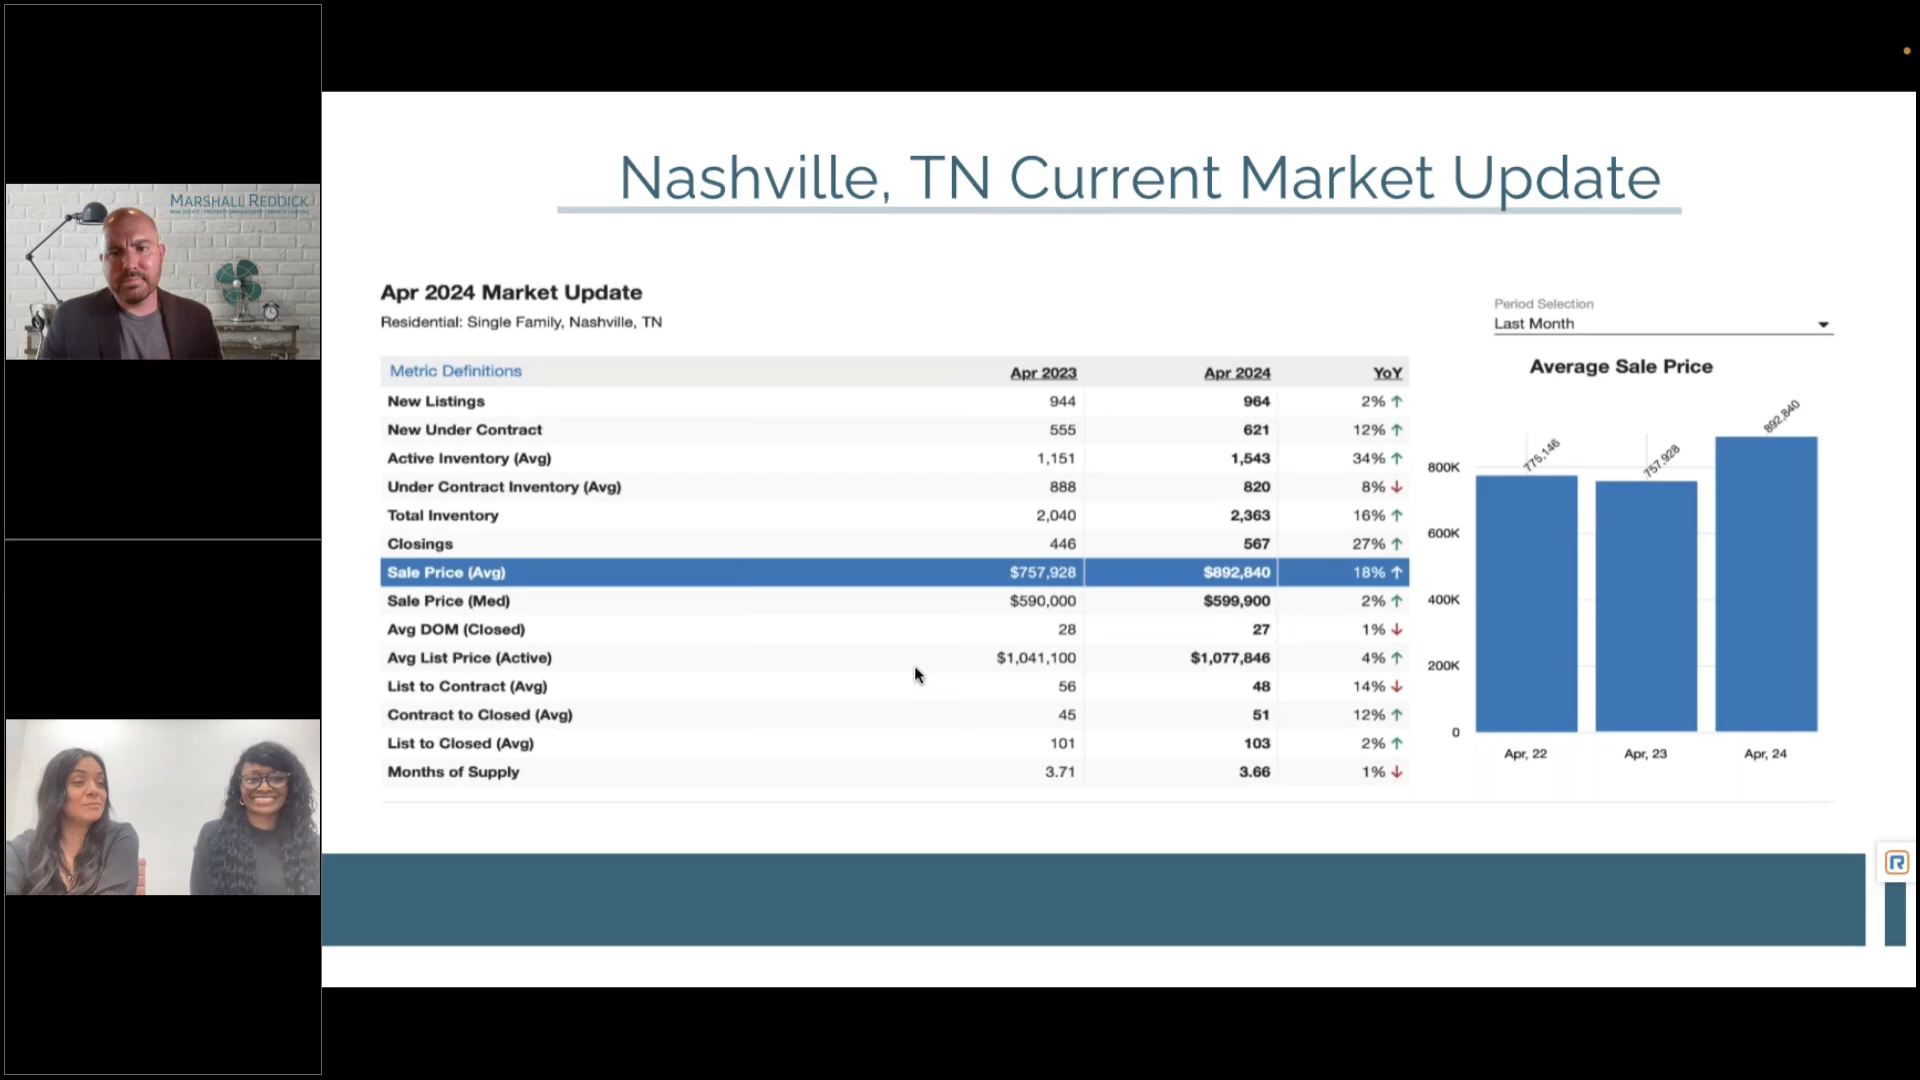 MARSHALL REDDICK
Nashville, TN Current Market Update
Apr 2024 Market Update
Residential: Single Family, Nashville, TN
Period Selection
Last Month
Metric Definitions Apr 2023 Apr 2024 YoY
New Listings 944 964 2% ↑
New Under Contract 555 621 12% ↑
Active Inventory (Avg) 1,151 1,543 34% ↑
Under Contract Inventory (Avg) 888 820 8% ↓
Total Inventory 2,040 2,363 16% ↑
Closings 446 567 27% ↑
Sale Price (Avg) $757,928 $892,840 18% ↑
Sale Price (Med) $590,000 $599,900 2% ↑
Avg DOM (Closed) 28 27 1% ↓
Avg List Price (Active) $1,041,100 $1,077,846 4% ↑
List to Contract (Avg) 56 48 14% ↓
Contract to Closed (Avg) 45 51 12% ↑
List to Closed (Avg) 101 103 2% ↑
Months of Supply 3.71 3.66 1% ↓
Average Sale Price
775,146 757,928 892,840
800K
600K
400K
200K
0
Apr, 22 Apr, 23 Apr, 24
R